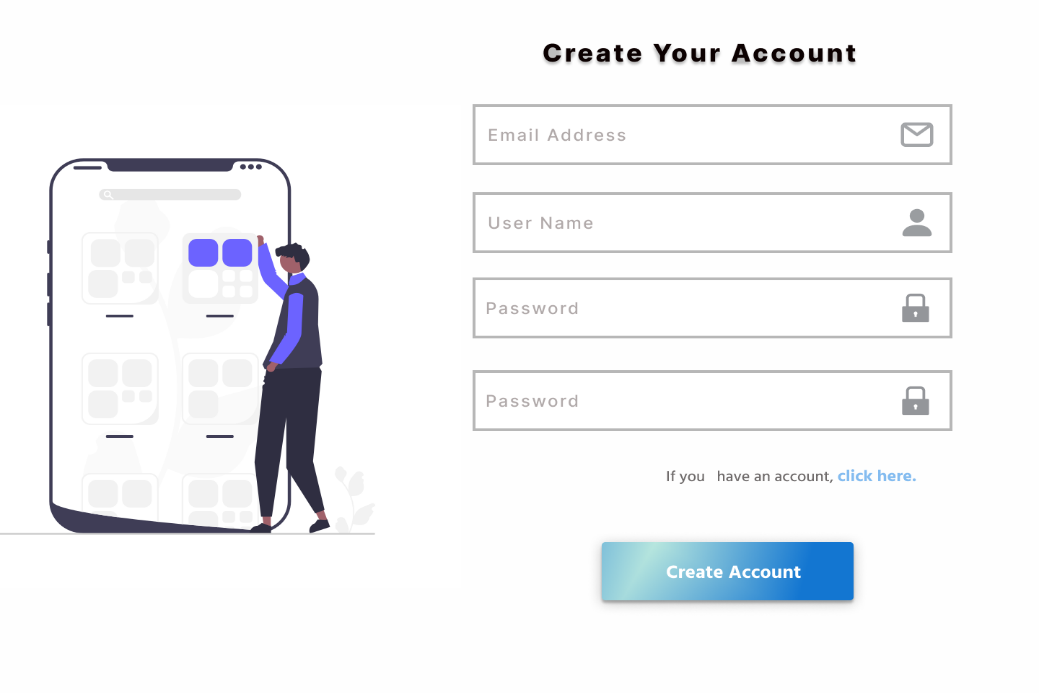 Create Your Account
Email Address
User Name
Password
Password
If you have an account, click here.
Create Account